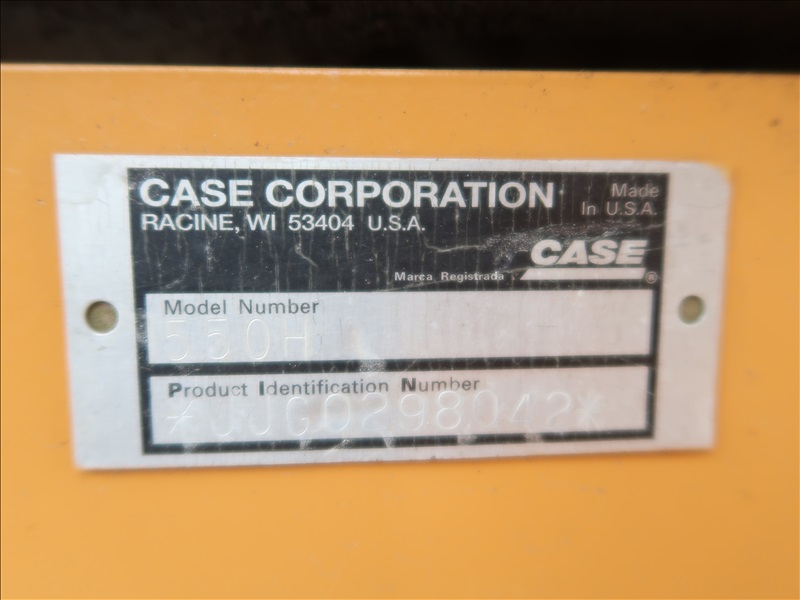 CASE CORPORATION
RACINE, WI 53404 U.S.A.
Made
In U.S.A.
CASE
Marca Registrada ®
Model Number
550H
Product Identification Number
*JJG0298042*